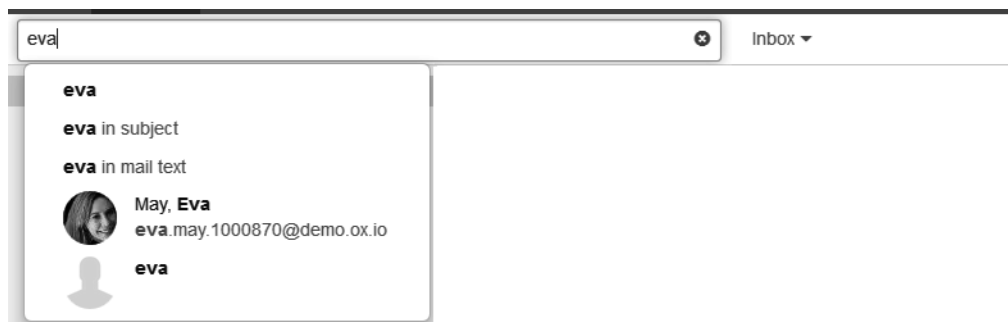 eva
Inbox
eva
eva in subject
eva in mail text
May, Eva
eva.may.1000870@demo.ox.io
eva